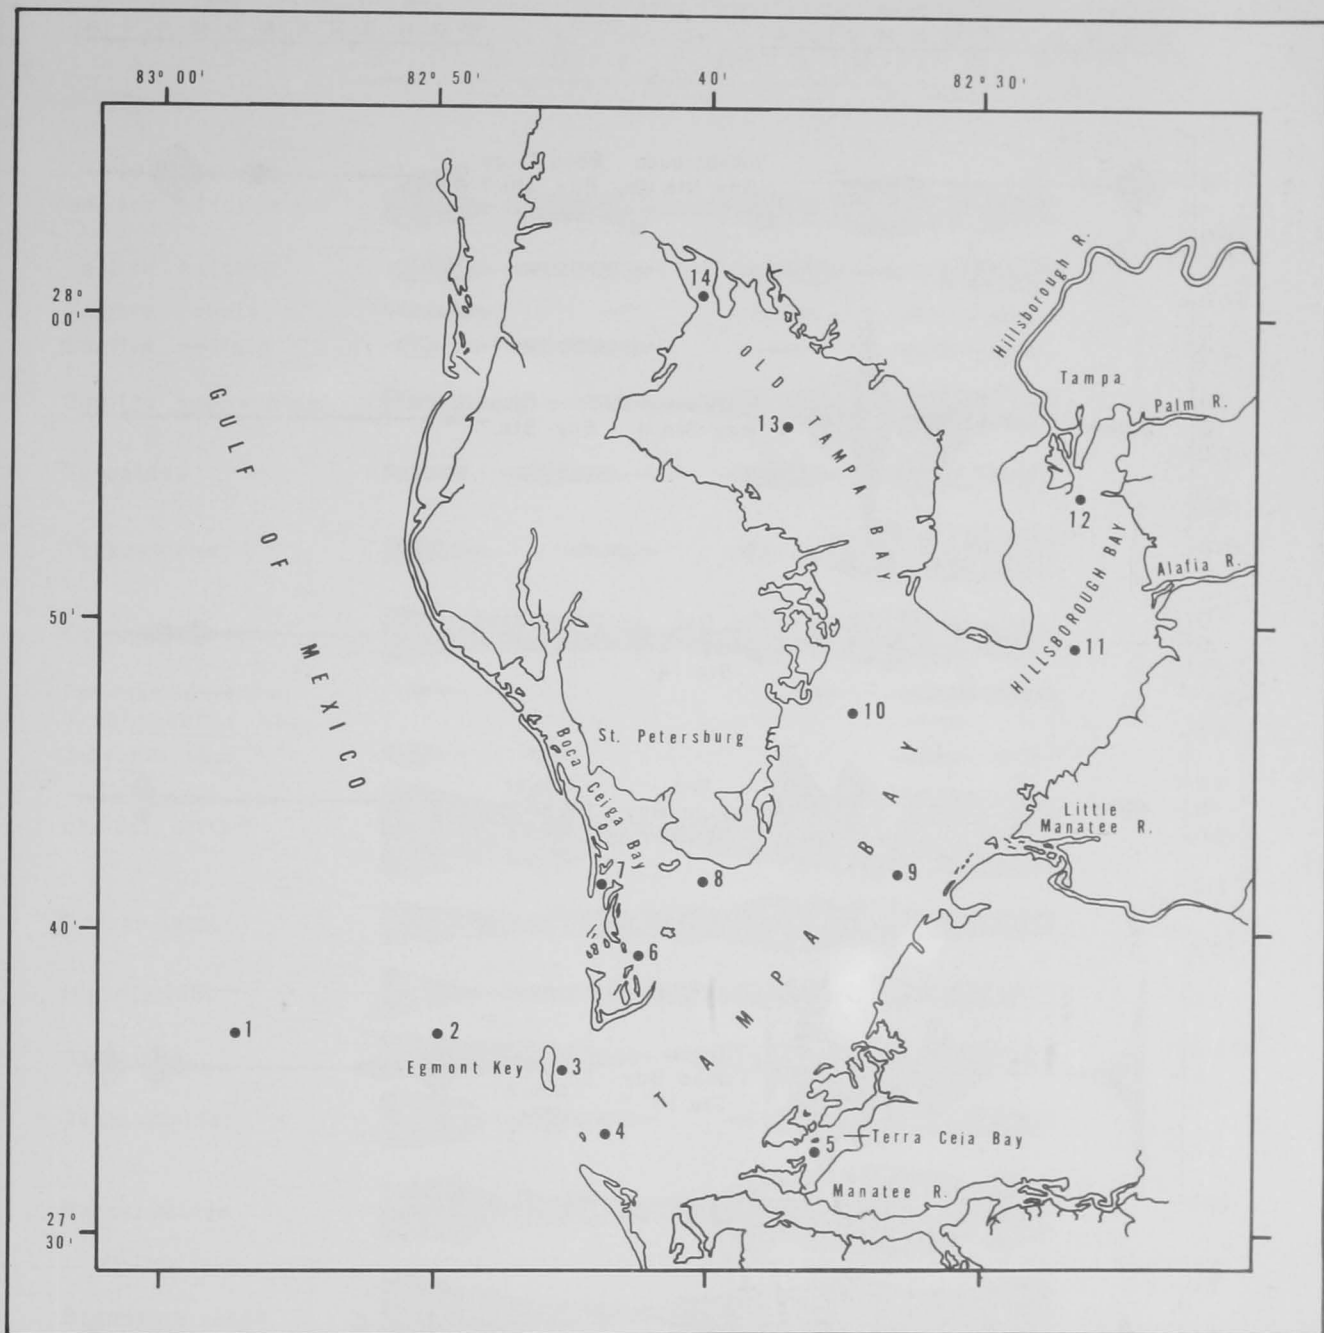 83° 00'
82° 50'
40'
82° 30'
28°
00'
50'
40'
27°
30'
GULF OF MEXICO
14
OLD TAMPA BAY
13
Hillsborough R.
Tampa
Palm R.
12
HILLSBOROUGH BAY
Alafia R.
11
10
St. Petersburg
Boca Ceiga Bay
Little
Manatee R.
7
8
9
6
TAMPA BAY
1
2
Egmont Key
3
4
5
Terra Ceia Bay
Manatee R.